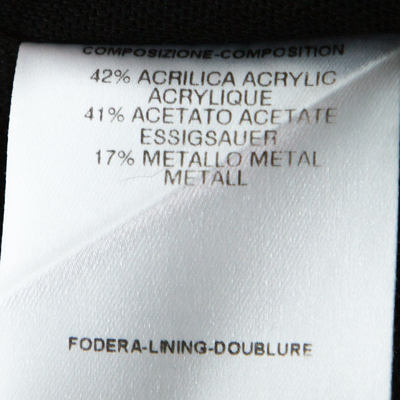 COMPOSIZIONE-COMPOSITION
42% ACRILICA ACRYLIC
ACRYLIQUE
41% ACETATO ACETATE
ESSIGSAUER
17% METALLO METAL
METALL
FODERA-LINING-DOUBLURE